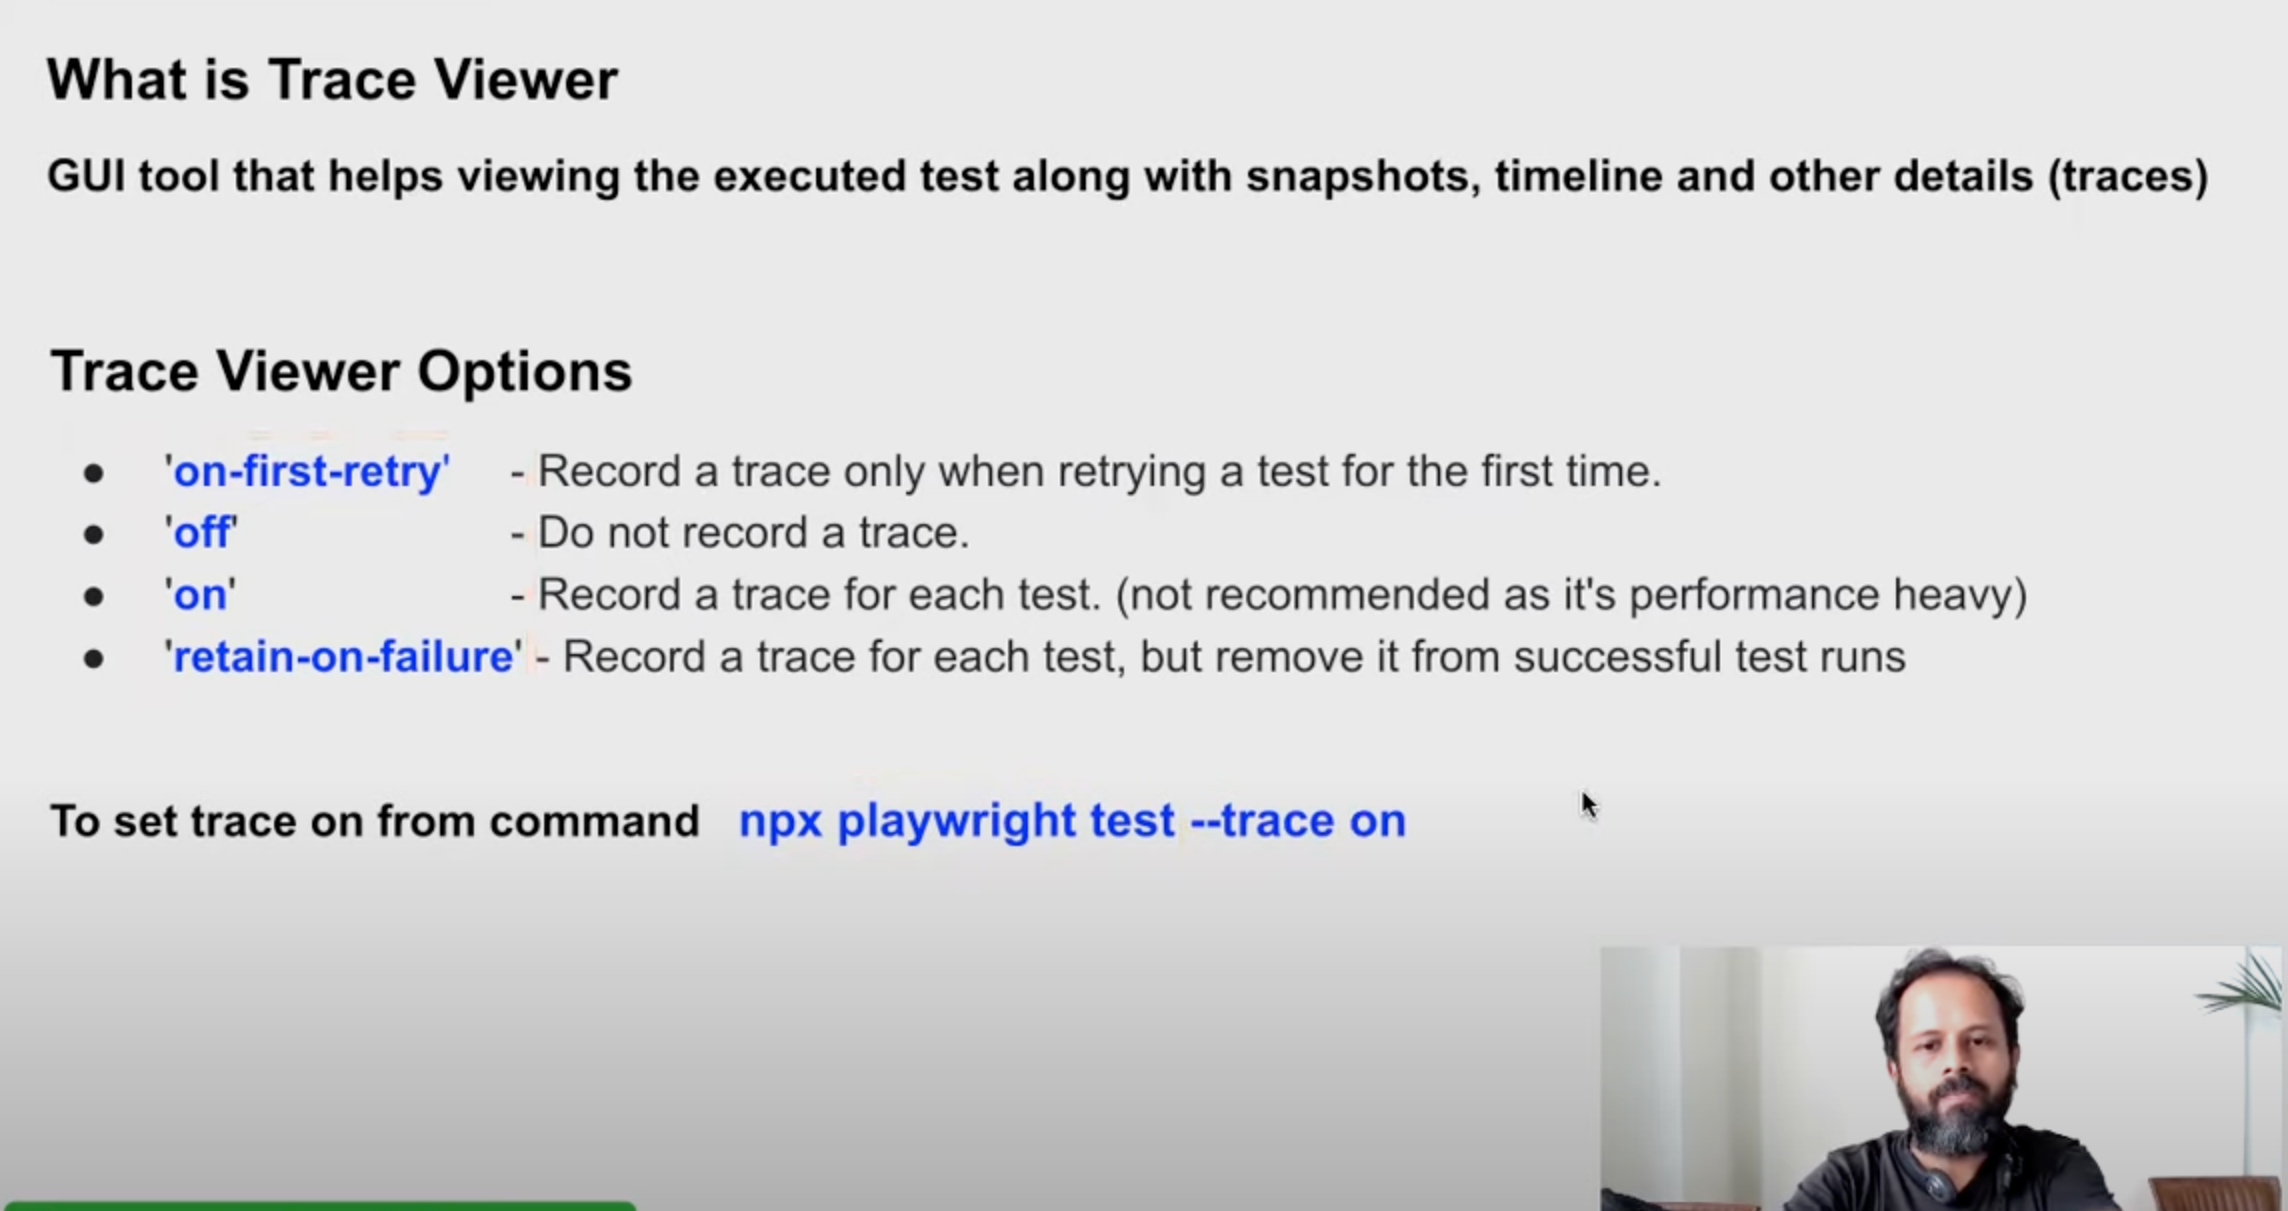 What is Trace Viewer
GUI tool that helps viewing the executed test along with snapshots, timeline and other details (traces)
Trace Viewer Options
● 'on-first-retry' - Record a trace only when retrying a test for the first time.
● 'off' - Do not record a trace.
● 'on' - Record a trace for each test. (not recommended as it's performance heavy)
● 'retain-on-failure' - Record a trace for each test, but remove it from successful test runs
To set trace on from command npx playwright test --trace on